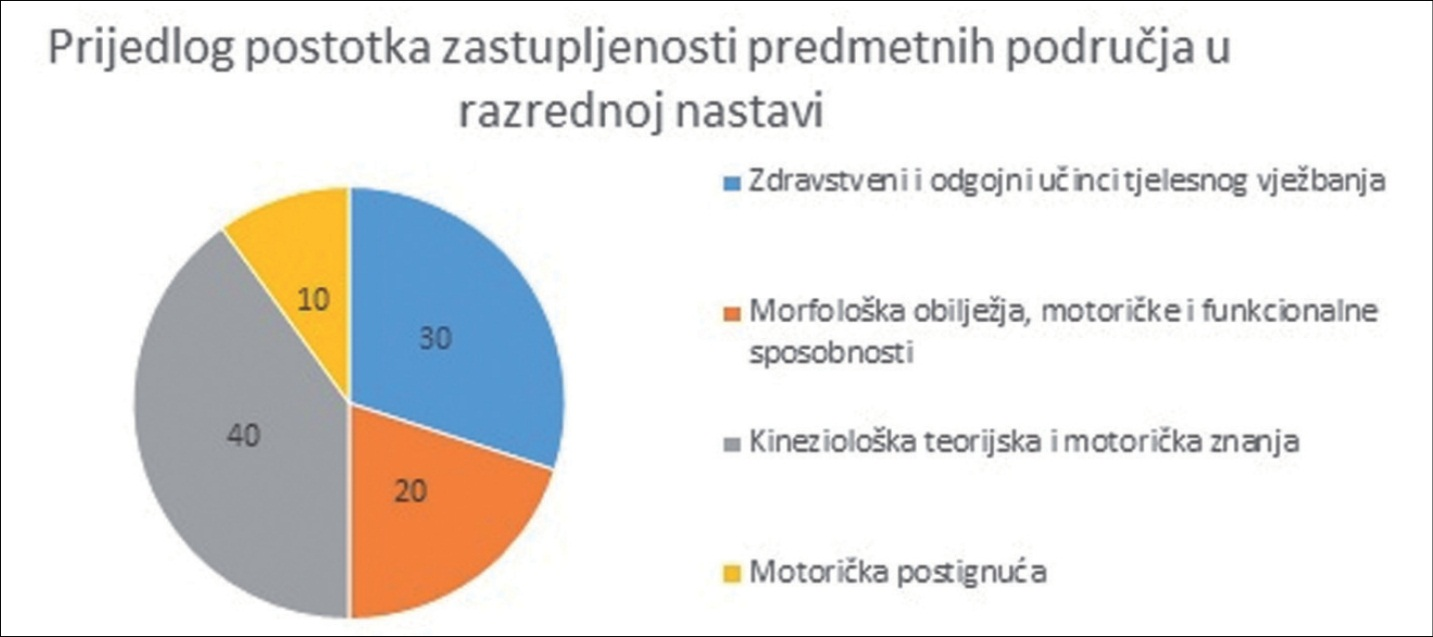 Prijedlog postotka zastupljenosti predmetnih područja u
razrednoj nastavi
Zdravstveni i odgojni učinci tjelesnog vježbanja
10
30
Morfološka obilježja, motoričke i funkcionalne
sposobnosti
40
Kineziološka teorijska i motorička znanja
20
Motorička postignuća